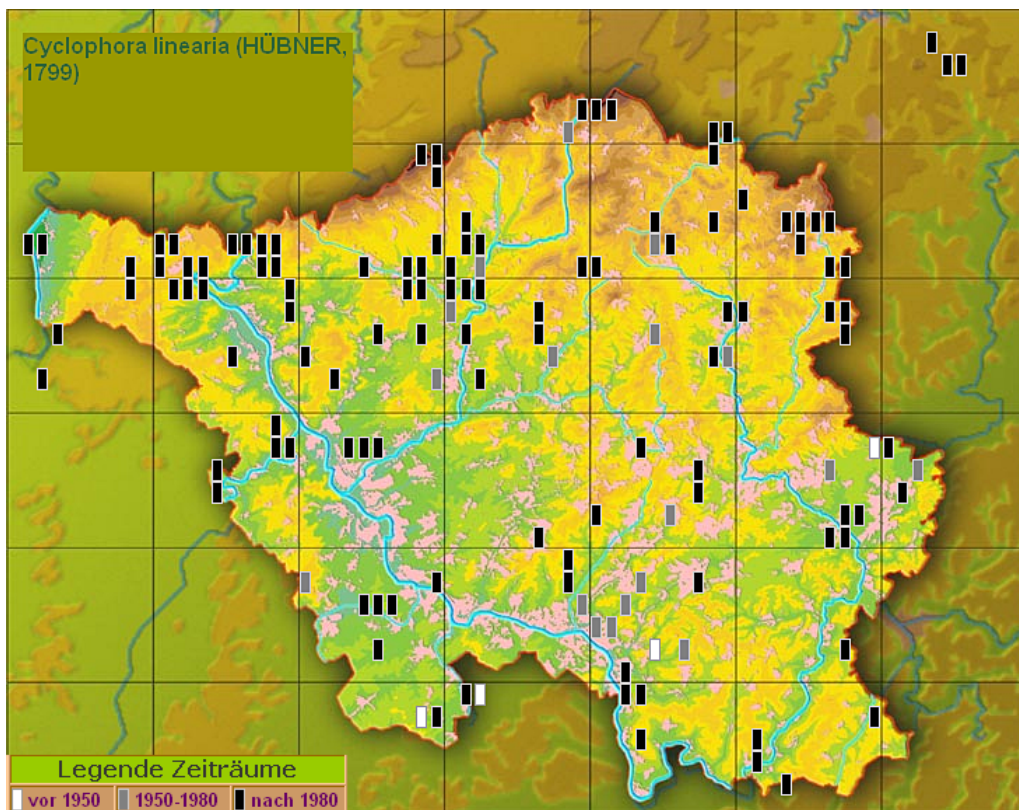 Cyclophora linearia (HÜBNER,
1799)
Legende Zeiträume
vor 1950 1950-1980 nach 1980